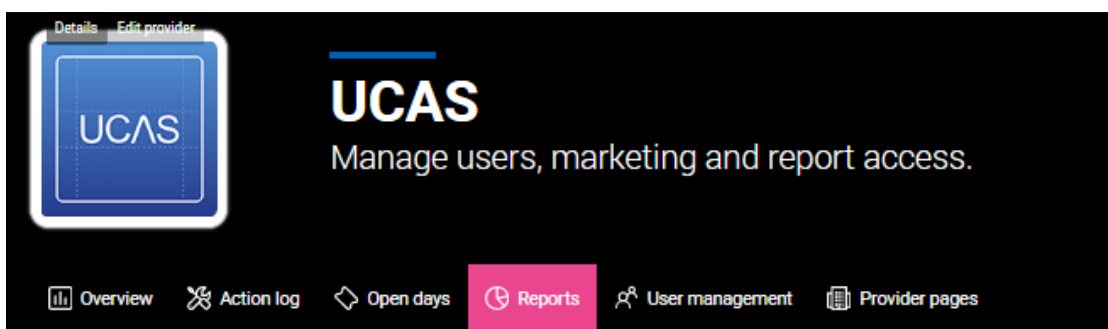 Details Edit provider
UCAS
UCAS
Manage users, marketing and report access.
Overview Action log Open days Reports User management Provider pages